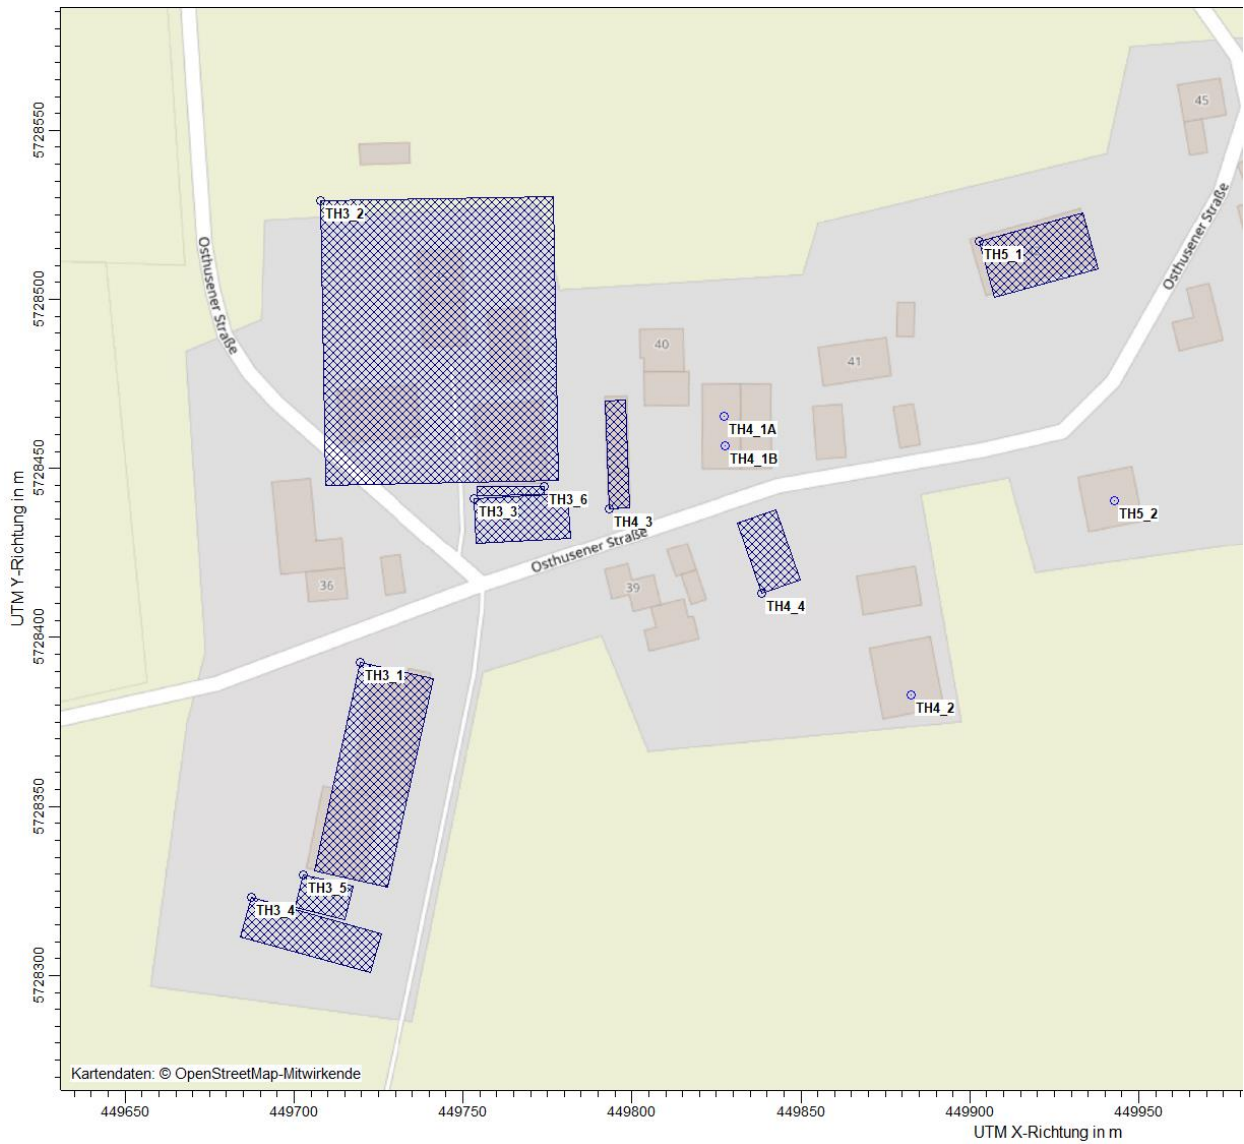 45
TH3_2
Osthusener Straße
TH5_1
Osthusener Straße
40
41
TH4_1A
TH4_1B
TH3_3
TH3_6
TH4_3
TH5_2
Osthusener Straße
36
39
TH4_4
TH3_1
TH4_2
TH3_5
TH3_4
Kartendaten: © OpenStreetMap-Mitwirkende
UTM Y-Richtung in m
5728550
5728500
5728450
5728400
5728350
5728300
449650
449700
449750
449800
449850
449900
449950
UTM X-Richtung in m